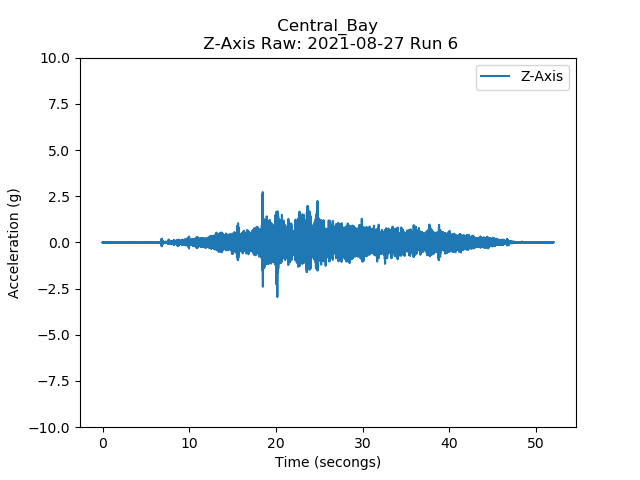 Central_Bay
Z-Axis Raw: 2021-08-27 Run 6
Z-Axis
10.0
7.5
5.0
2.5
0.0
−2.5
−5.0
−7.5
−10.0
Acceleration (g)
0 10 20 30 40 50
Time (secongs)